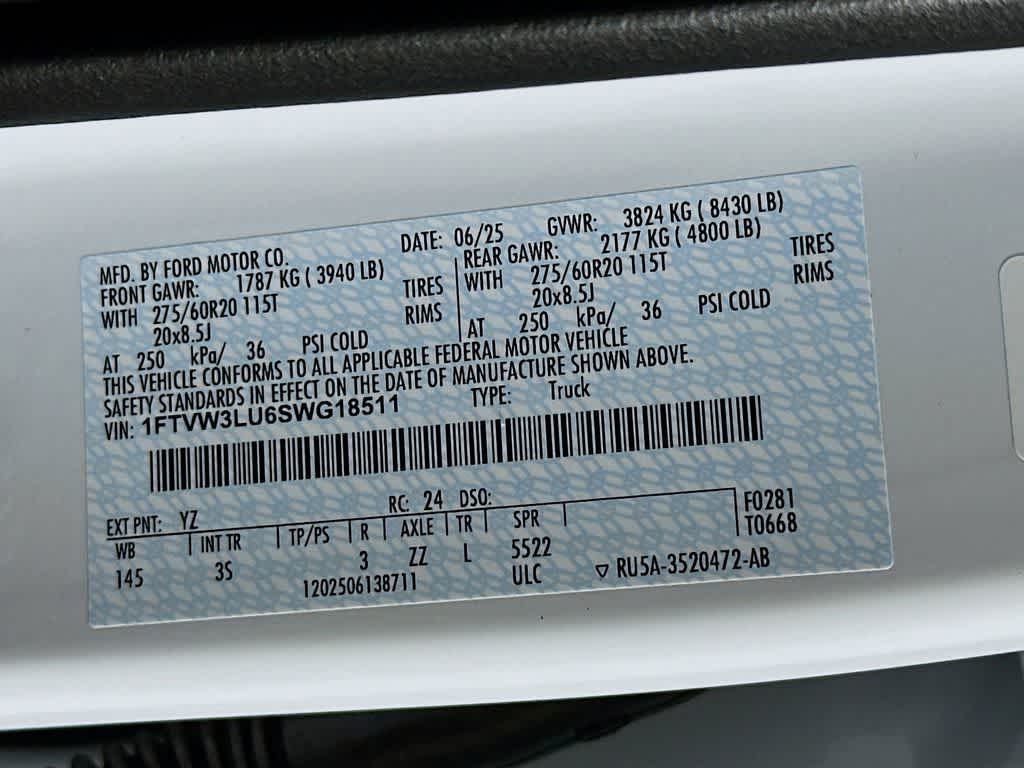 MFD. BY FORD MOTOR CO. DATE: 06/25 GVWR: 3824 KG ( 8430 LB)
FRONT GAWR: 1787 KG ( 3940 LB) REAR GAWR: 2177 KG ( 4800 LB)
WITH 275/60R20 115T TIRES WITH 275/60R20 115T TIRES
20x8.5J RIMS 20x8.5J RIMS
AT 250 kPa/ 36 PSI COLD AT 250 kPa/ 36 PSI COLD
THIS VEHICLE CONFORMS TO ALL APPLICABLE FEDERAL MOTOR VEHICLE
SAFETY STANDARDS IN EFFECT ON THE DATE OF MANUFACTURE SHOWN ABOVE.
VIN: 1FTVW3LU6SWG18511 TYPE: Truck
EXT PNT: YZ RC: 24 DSO: F0281
WB INT TR TP/PS R AXLE TR SPR T0668
145 3S 3 ZZ L 5522
1202506138711 ULC ▽ RU5A-3520472-AB